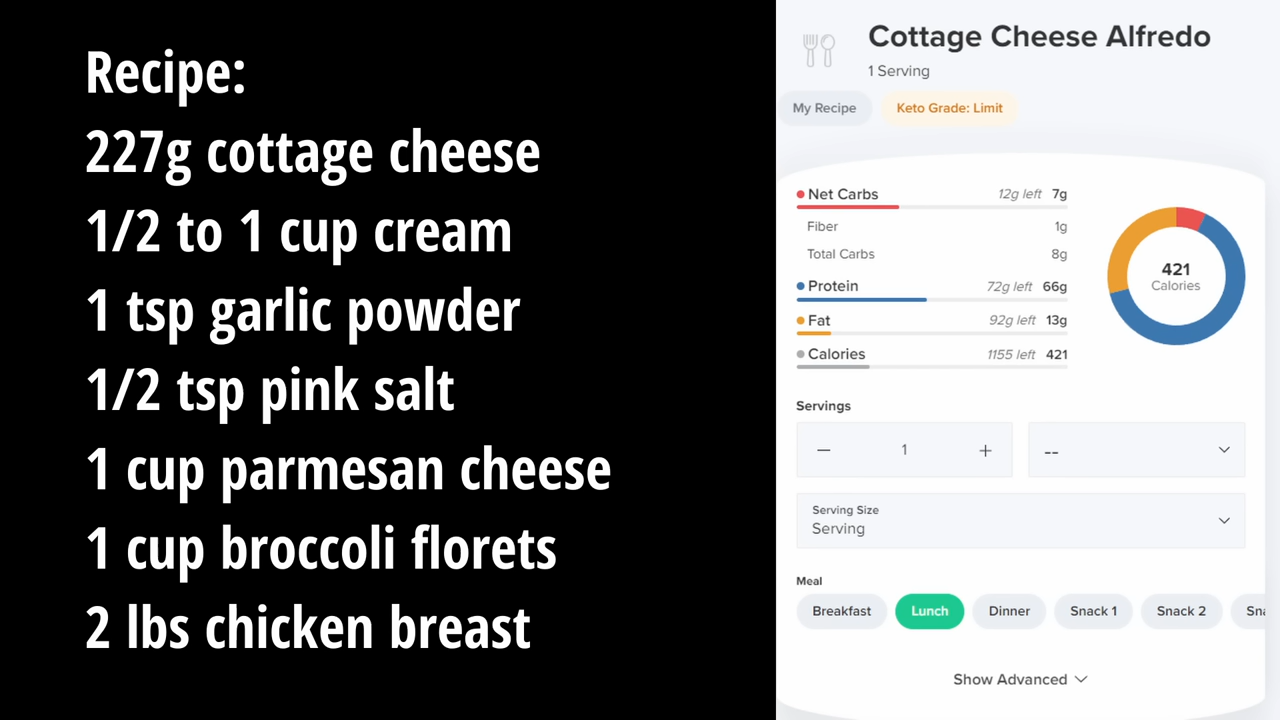 Recipe:
227g cottage cheese
1/2 to 1 cup cream
1 tsp garlic powder
1/2 tsp pink salt
1 cup parmesan cheese
1 cup broccoli florets
2 lbs chicken breast
Cottage Cheese Alfredo
1 Serving
My Recipe Keto Grade: Limit
Net Carbs 12g left 7g
Fiber 1g
Total Carbs 8g
Protein 72g left 66g
Fat 92g left 13g
Calories 1155 left 421
421
Calories
Servings
− 1 + --
Serving Size
Serving
Meal
Breakfast Lunch Dinner Snack 1 Snack 2 Sna
Show Advanced